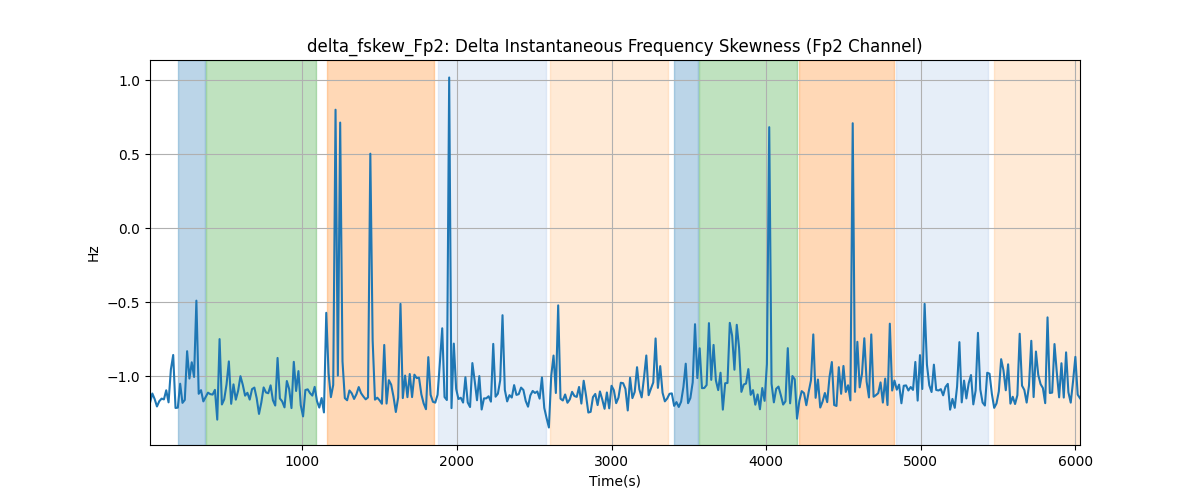 delta_fskew_Fp2: Delta Instantaneous Frequency Skewness (Fp2 Channel)
1.0
0.5
0.0
−0.5
−1.0
Hz
1000 2000 3000 4000 5000 6000
Time(s)